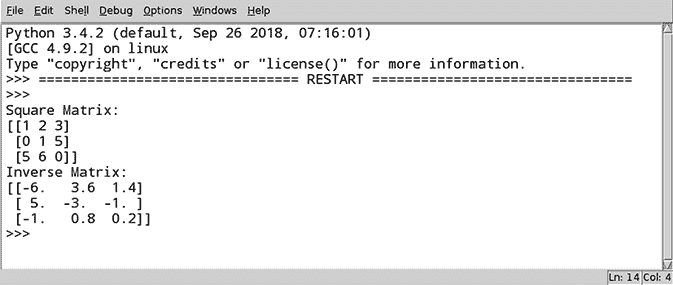 File Edit Shell Debug Options Windows Help
Python 3.4.2 (default, Sep 26 2018, 07:16:01)
[GCC 4.9.2] on linux
Type "copyright", "credits" or "license()" for more information.
>>> ================================ RESTART ================================
>>>
Square Matrix:
[[1 2 3]
 [0 1 5]
 [5 6 0]]
Inverse Matrix:
[[-6.   3.6  1.4]
 [ 5.  -3.  -1. ]
 [-1.   0.8  0.2]]
>>>
Ln: 14 Col: 4